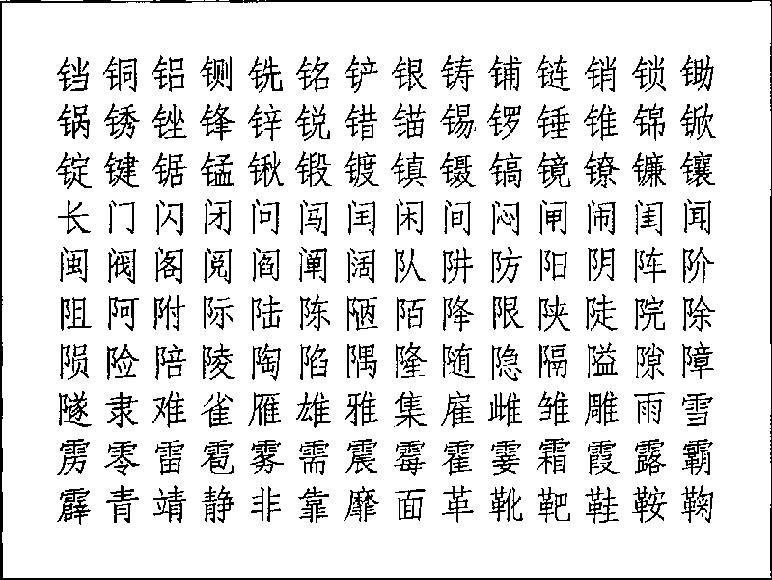 铛铜铝铡铣铭铲银铸铺链销锁锄
锅锈锉锋锌锐错锚锡锣锤锥锦锨
锭键锯锰锹锻镀镇镊镐镜镣镰镶
长门闪闭问闯闰闲间闷闸闹闺闻
闽阀阁阅阎阐阔队阱防阳阴阵阶
阻阿附际陆陈陋陌降限陕陡院除
陨险陪陵陶陷隅隆随隐隔隘隙障
隧隶难雀雁雄雅集雇雌雏雕雨雪
雳零雷雹雾需震霉霍霎霜霞露霸
霹青靖静非靠靡面革靴靶鞋鞍鞠